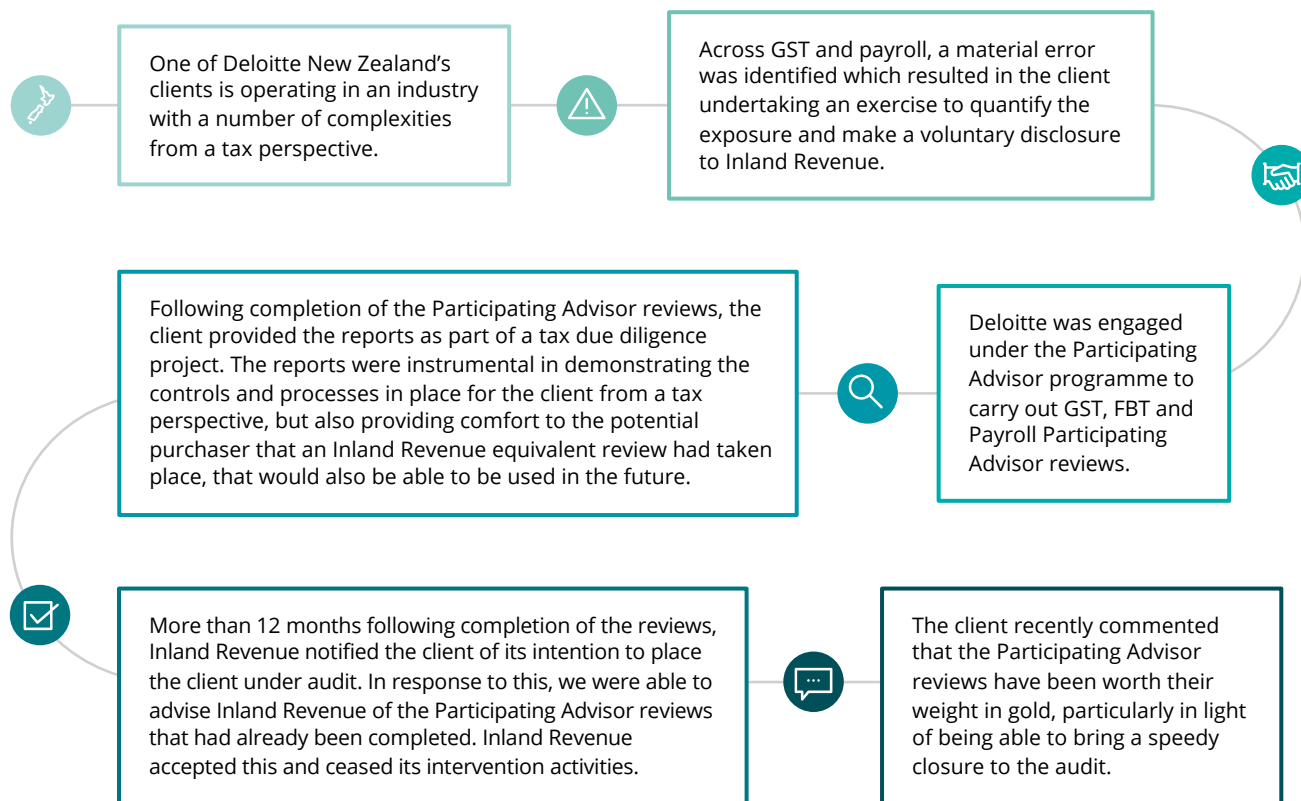 One of Deloitte New Zealand's
clients is operating in an industry
with a number of complexities
from a tax perspective.
Across GST and payroll, a material error
was identified which resulted in the client
undertaking an exercise to quantify the
exposure and make a voluntary disclosure
to Inland Revenue.
Deloitte was engaged
under the Participating
Advisor programme to
carry out GST, FBT and
Payroll Participating
Advisor reviews.
Following completion of the Participating Advisor reviews, the
client provided the reports as part of a tax due diligence
project. The reports were instrumental in demonstrating the
controls and processes in place for the client from a tax
perspective, but also providing comfort to the potential
purchaser that an Inland Revenue equivalent review had taken
place, that would also be able to be used in the future.
More than 12 months following completion of the reviews,
Inland Revenue notified the client of its intention to place
the client under audit. In response to this, we were able to
advise Inland Revenue of the Participating Advisor reviews
that had already been completed. Inland Revenue
accepted this and ceased its intervention activities.
The client recently commented
that the Participating Advisor
reviews have been worth their
weight in gold, particularly in light
of being able to bring a speedy
closure to the audit.